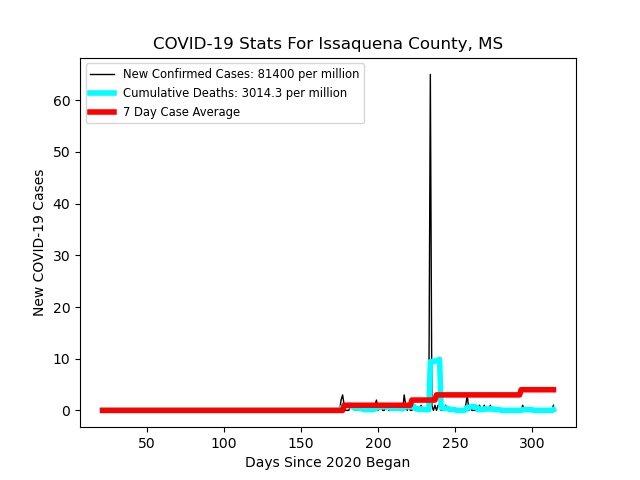 COVID-19 Stats For Issaquena County, MS
New Confirmed Cases: 81400 per million
Cumulative Deaths: 3014.3 per million
7 Day Case Average
New COVID-19 Cases
60
50
40
30
20
10
0
50 100 150 200 250 300
Days Since 2020 Began